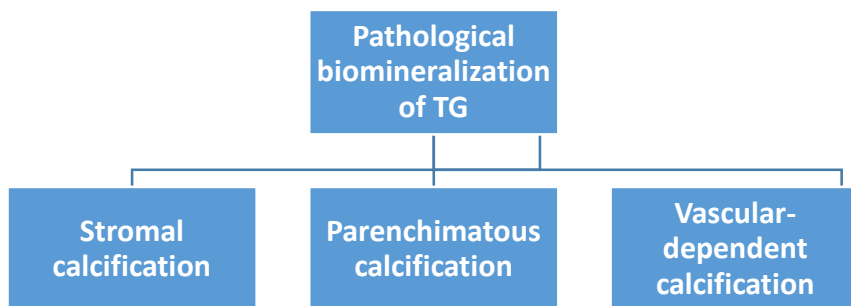 Pathological
biomineralization
of TG
Stromal
calcification
Parenchimatous
calcification
Vascular-
dependent
calcification